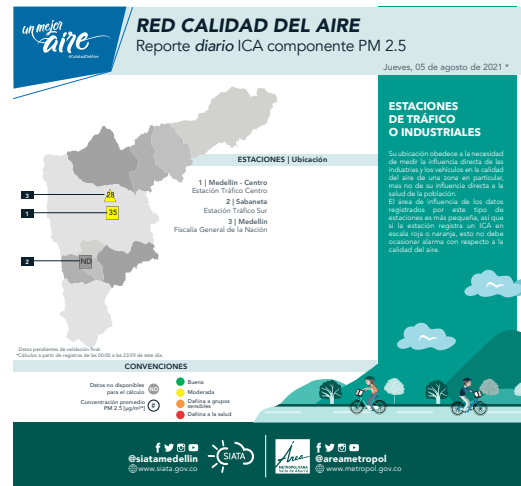 un mejor
aire
#CalidadDelAire
RED CALIDAD DEL AIRE
Reporte diario ICA componente PM 2.5
Jueves, 05 de agosto de 2021 *
ESTACIONES | Ubicación
1 | Medellín - Centro
Estación Tráfico Centro
2 | Sabaneta
Estación Tráfico Sur
3 | Medellín
Fiscalía General de la Nación
3
28
1
35
2
ND
ESTACIONES
DE TRÁFICO
O INDUSTRIALES
Su ubicación obedece a la necesidad
de medir la influencia directa de las
industrias y los vehículos en la calidad
del aire de una zona en particular,
mas no de su influencia directa a la
salud de la población.
El área de influencia de los datos
registrados por este tipo de
estaciones es más pequeña, así que
si la estación registra un ICA en
escala roja o naranja, esto no debe
ocasionar alarma con respecto a la
calidad del aire.
Datos pendientes de validación final.
*Cálculos a partir de registros de las 00:00 a las 23:59 de este día.
CONVENCIONES
Datos no disponibles
para el cálculo
ND
Concentración promedio
PM 2.5 [µg/m³*]
#
Buena
Moderada
Dañina a grupos
sensibles
Dañina a la salud
@siatamedellin
www.siata.gov.co
SIATA
Área
METROPOLITANA
Valle de Aburrá
@areametropol
www.metropol.gov.co